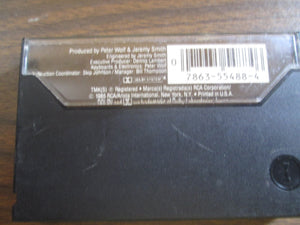 Produced by Peter Wolf & Jeremy Smith
Engineered by Jeremy Smith
Executive Producer: Dennis Lambert
Keyboards & Electronics: Peter Wolf
Coordinator: Skip Johnson / Manager: Bill Thompson
0
7863-55488-4
TMK(S) ® Registered • Marca(s) Registrada(s) RCA Corporation
© 1985 RCA/Ariola International, New York, N.Y. • Printed in U.S.A.